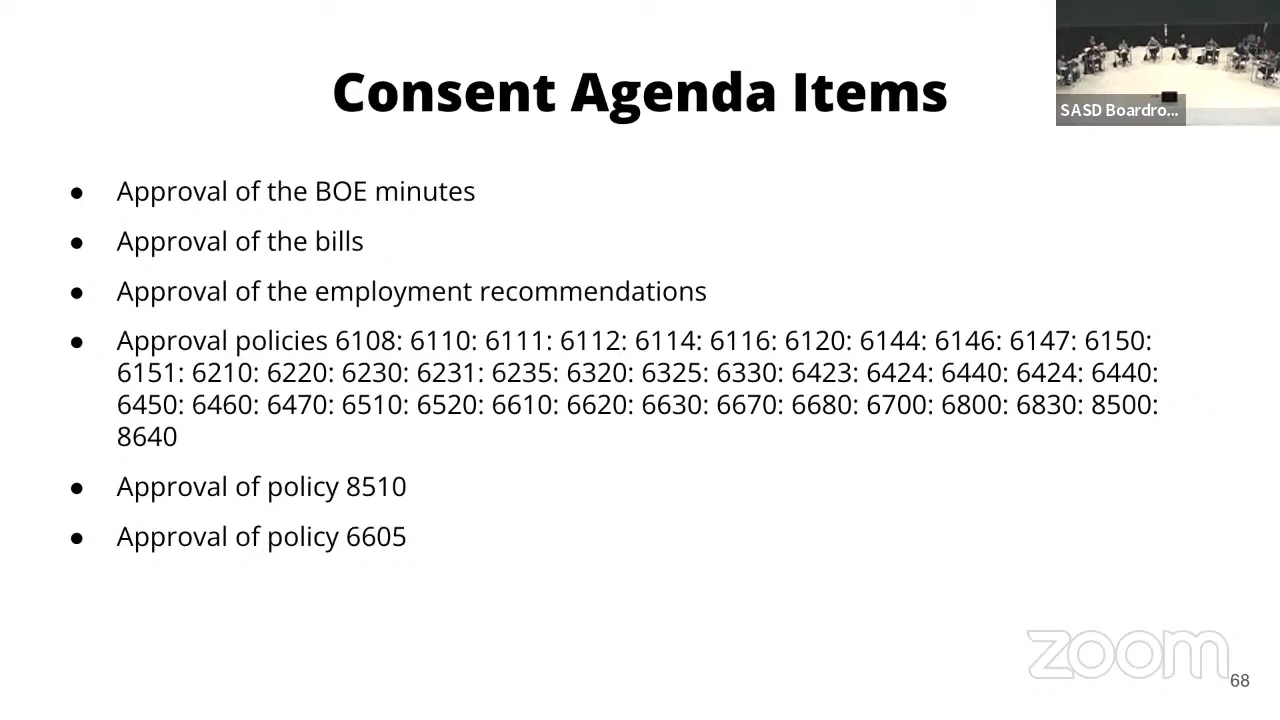 Consent Agenda Items
SASD Boardro...
● Approval of the BOE minutes
● Approval of the bills
● Approval of the employment recommendations
● Approval policies 6108: 6110: 6111: 6112: 6114: 6116: 6120: 6144: 6146: 6147: 6150:
6151: 6210: 6220: 6230: 6231: 6235: 6320: 6325: 6330: 6423: 6424: 6440: 6424: 6440:
6450: 6460: 6470: 6510: 6520: 6610: 6620: 6630: 6670: 6680: 6700: 6800: 6830: 8500:
8640
● Approval of policy 8510
● Approval of policy 6605
zoom
68